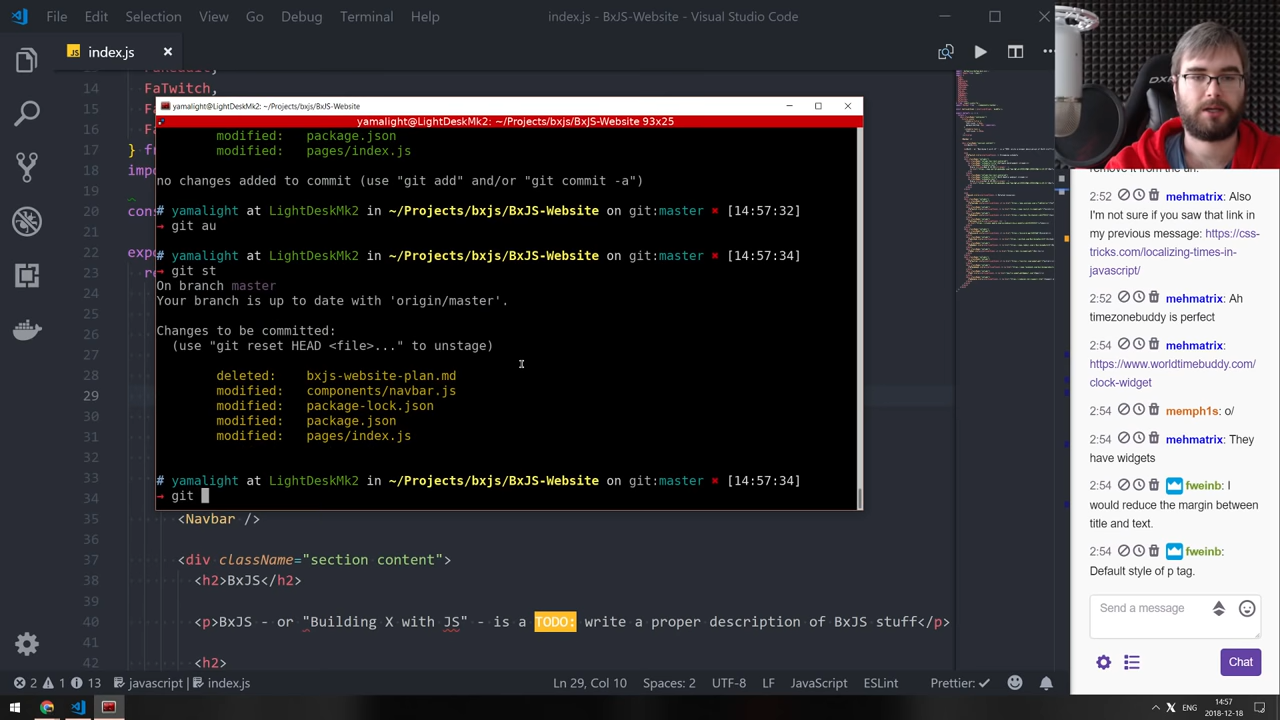 File Edit Selection View Go Debug Terminal Help
index.js - BxJS-Website - Visual Studio Code
JS index.js
14 FaTwitch,
15
16
17 } f
18
20
21
22
23
24
25
26
27
28
29
30
31
32
33
34
35 <Navbar />
36
37 <div className="section content">
38 <h2>BxJS</h2>
39
40 <p>BxJS - or "Building X with JS" - is a TODO: write a proper description of BxJS stuff</p>
41
42 <h2>
yamalight@LightDeskMk2: ~/Projects/bxjs/BxJS-Website
yamalight@LightDeskMk2: ~/Projects/bxjs/BxJS-Website 93x25
modified: package.json
modified: pages/index.js
no changes added to commit (use "git add" and/or "git commit -a")
# yamalight at LightDeskMk2 in ~/Projects/bxjs/BxJS-Website on git:master ✖ [14:57:32]
→ git au
# yamalight at LightDeskMk2 in ~/Projects/bxjs/BxJS-Website on git:master ✖ [14:57:34]
→ git st
On branch master
Your branch is up to date with 'origin/master'.
Changes to be committed:
(use "git reset HEAD <file>..." to unstage)
deleted: bxjs-website-plan.md
modified: components/navbar.js
modified: package-lock.json
modified: package.json
modified: pages/index.js
# yamalight at LightDeskMk2 in ~/Projects/bxjs/BxJS-Website on git:master ✖ [14:57:34]
→ git
2 1 13 javascript | index.js
Ln 29, Col 10 Spaces: 2 UTF-8 LF JavaScript ESLint Prettier: ✓
2:52 mehmatrix: Also
I'm not sure if you saw that link in
my previous message: https://css-
tricks.com/localizing-times-in-
javascript/
2:52 mehmatrix: Ah
timezonebuddy is perfect
2:54 mehmatrix:
https://www.worldtimebuddy.com/
clock-widget
2:54 memph1s: o/
2:54 mehmatrix: They
have widgets
2:54 fweinb: I
would reduce the margin between
title and text.
2:54 fweinb:
Default style of p tag.
Send a message
Chat
ENG
14:57
2018-12-18